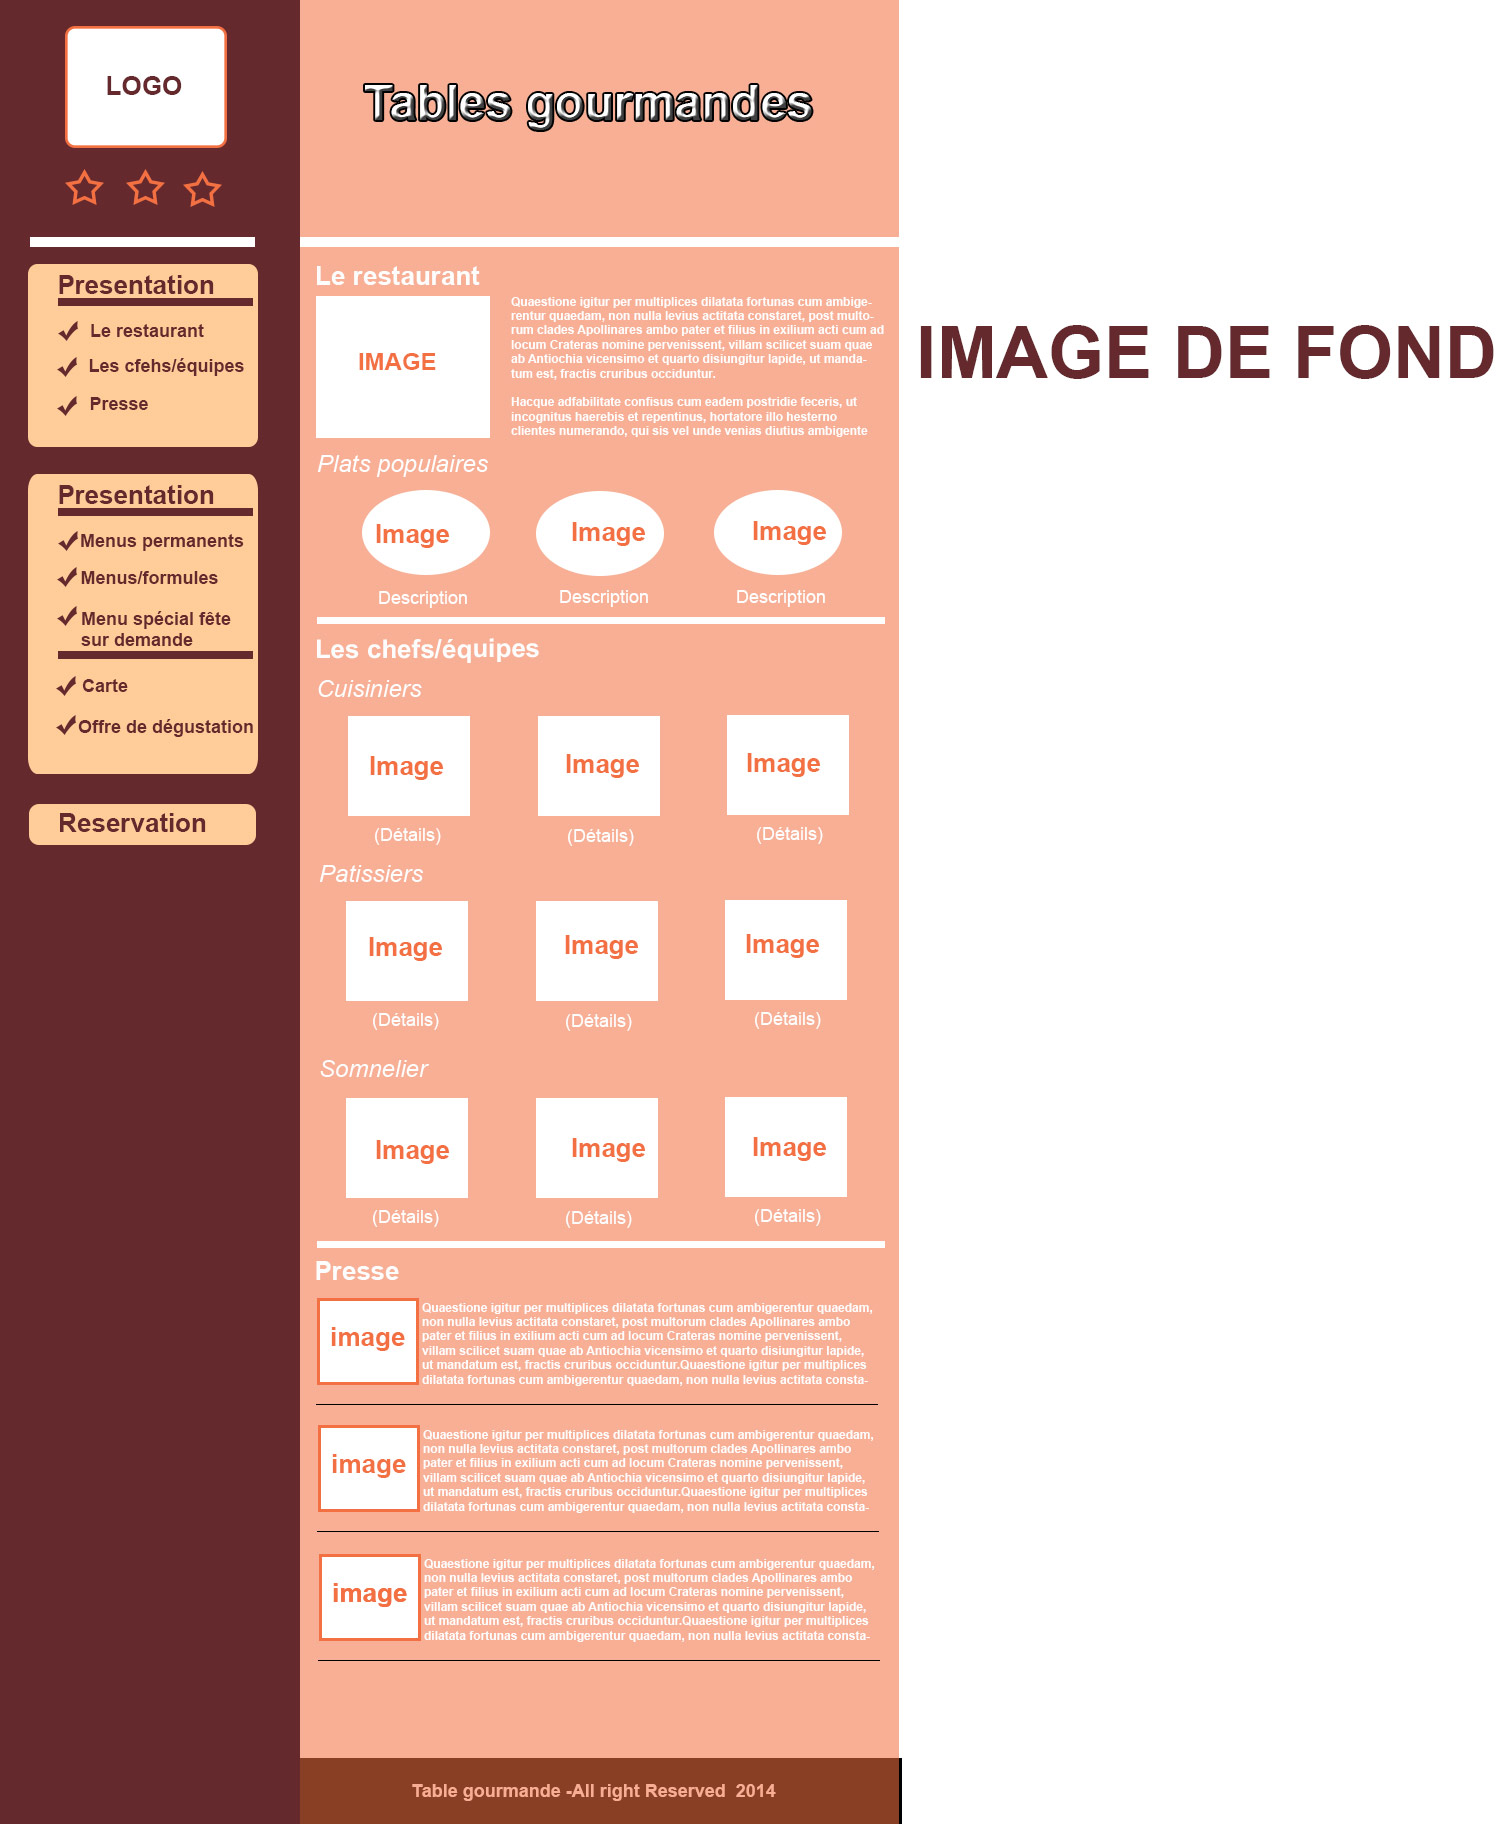 LOGO
Presentation
Le restaurant
Les cfehs/équipes
Presse
Presentation
Menus permanents
Menus/formules
Menu spécial fête
sur demande
Carte
Offre de dégustation
Reservation
Tables gourmandes
Le restaurant
IMAGE
Quaestione igitur per multiplices dilatata fortunas cum ambige-
rentur quaedam, non nulla levius actitata constaret, post multo-
rum clades Apollinares ambo pater et filius in exilium acti cum ad
locum Crateras nomine pervenissent, villam scilicet suam quae
ab Antiochia vicensimo et quarto disiungitur lapide, ut manda-
tum est, fractis cruribus occiduntur.
Hacque adfabilitate confisus cum eadem postridie feceris, ut
incognitus haerebis et repentinus, hortatore illo hesterno
clientes numerando, qui sis vel unde venias diutius ambigente
Plats populaires
Image Image Image
Description Description Description
Les chefs/équipes
Cuisiniers
Image Image Image
(Détails) (Détails) (Détails)
Patissiers
Image Image Image
(Détails) (Détails) (Détails)
Somnelier
Image Image Image
(Détails) (Détails) (Détails)
Presse
image
Quaestione igitur per multiplices dilatata fortunas cum ambigerentur quaedam,
non nulla levius actitata constaret, post multorum clades Apollinares ambo
pater et filius in exilium acti cum ad locum Crateras nomine pervenissent,
villam scilicet suam quae ab Antiochia vicensimo et quarto disiungitur lapide,
ut mandatum est, fractis cruribus occiduntur.Quaestione igitur per multiplices
dilatata fortunas cum ambigerentur quaedam, non nulla levius actitata consta-
image
Quaestione igitur per multiplices dilatata fortunas cum ambigerentur quaedam,
non nulla levius actitata constaret, post multorum clades Apollinares ambo
pater et filius in exilium acti cum ad locum Crateras nomine pervenissent,
villam scilicet suam quae ab Antiochia vicensimo et quarto disiungitur lapide,
ut mandatum est, fractis cruribus occiduntur.Quaestione igitur per multiplices
dilatata fortunas cum ambigerentur quaedam, non nulla levius actitata consta-
image
Quaestione igitur per multiplices dilatata fortunas cum ambigerentur quaedam,
non nulla levius actitata constaret, post multorum clades Apollinares ambo
pater et filius in exilium acti cum ad locum Crateras nomine pervenissent,
villam scilicet suam quae ab Antiochia vicensimo et quarto disiungitur lapide,
ut mandatum est, fractis cruribus occiduntur.Quaestione igitur per multiplices
dilatata fortunas cum ambigerentur quaedam, non nulla levius actitata consta-
Table gourmande -All right Reserved 2014
IMAGE DE FOND